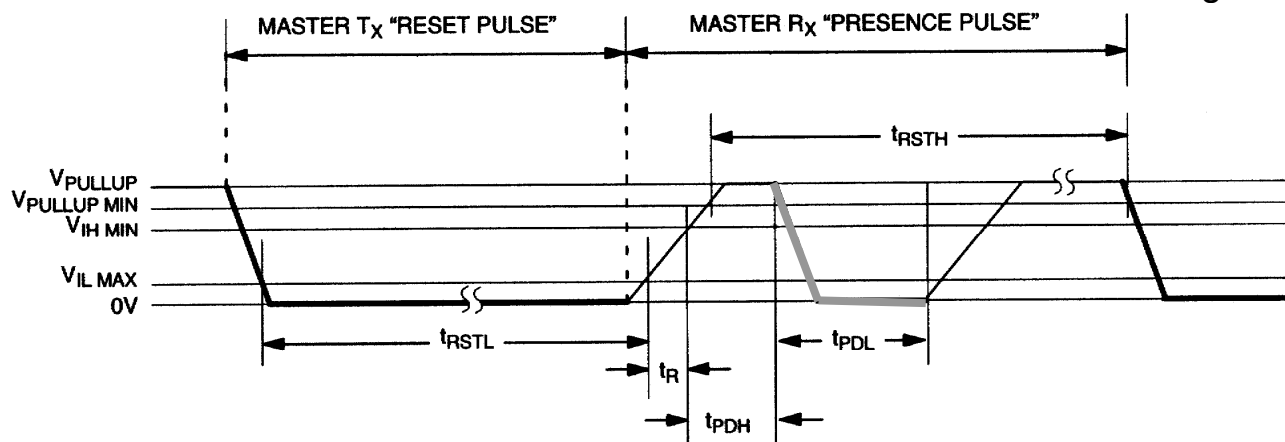 MASTER TX "RESET PULSE"
MASTER RX "PRESENCE PULSE"
tRSTH
VPULLUP
VPULLUP MIN
VIH MIN
VIL MAX
0V
tRSTL
tPDL
tR
tPDH